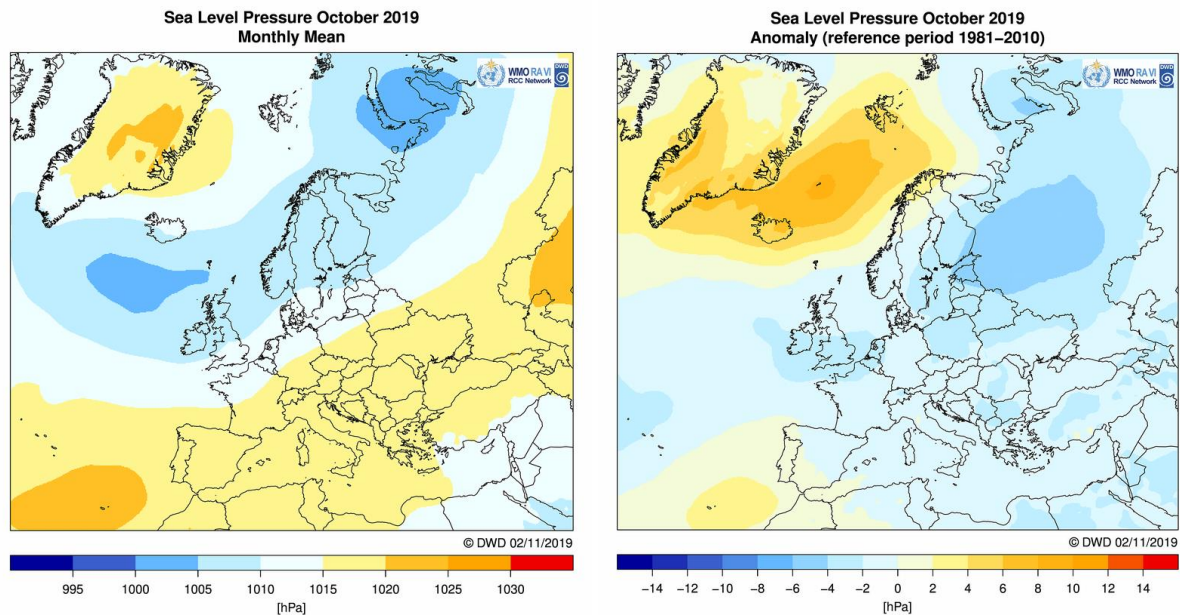 Sea Level Pressure October 2019
Monthly Mean
WMO RA VI
RCC Network
DWD
© DWD 02/11/2019
995 1000 1005 1010 1015 1020 1025 1030
[hPa]
Sea Level Pressure October 2019
Anomaly (reference period 1981−2010)
WMO RA VI
RCC Network
DWD
© DWD 02/11/2019
−14 −12 −10 −8 −6 −4 −2 0 2 4 6 8 10 12 14
[hPa]